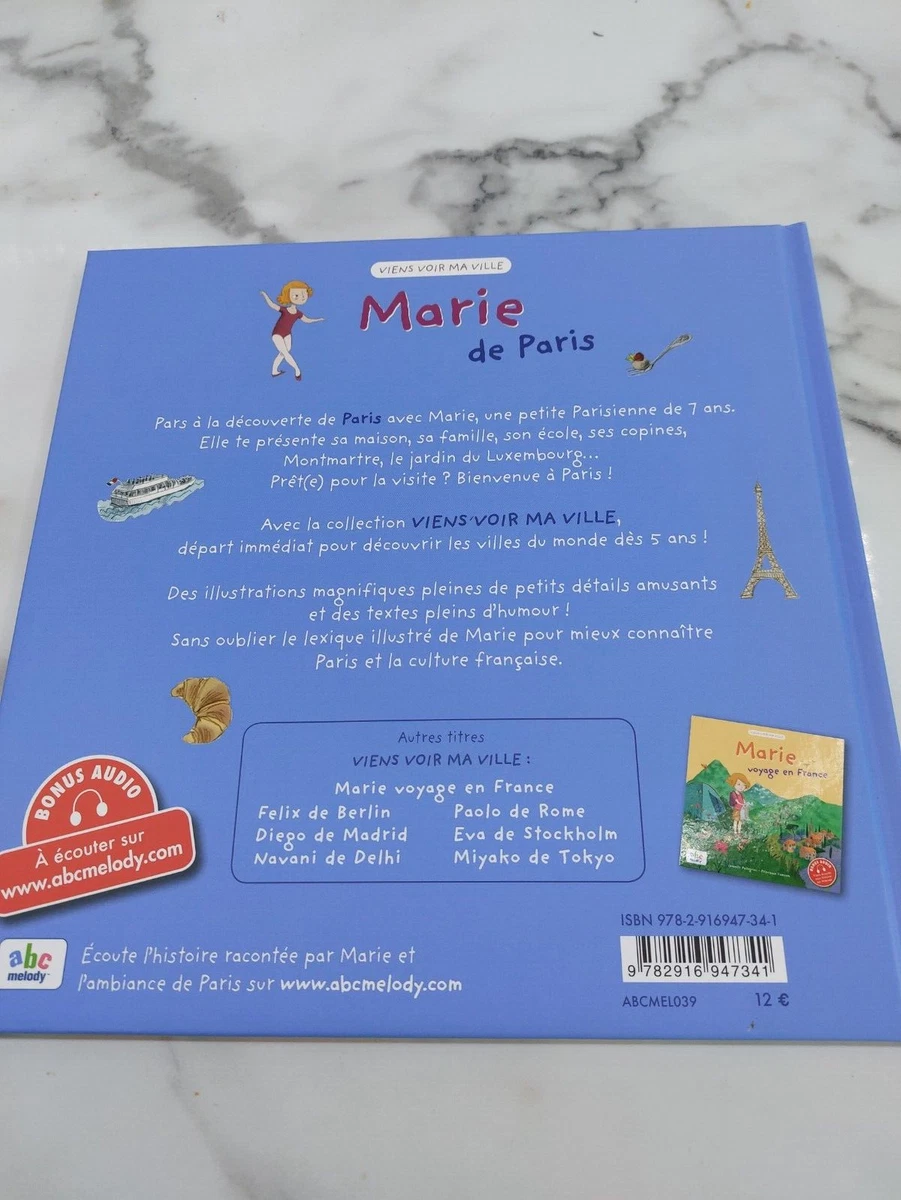 VIENS VOIR MA VILLE
Marie
de Paris
Pars à la découverte de Paris avec Marie, une petite Parisienne de 7 ans.
Elle te présente sa maison, sa famille, son école, ses copines,
Montmartre, le jardin du Luxembourg...
Prêt(e) pour la visite ? Bienvenue à Paris !
Avec la collection VIENS VOIR MA VILLE,
départ immédiat pour découvrir les villes du monde dès 5 ans !
Des illustrations magnifiques pleines de petits détails amusants
et des textes pleins d'humour !
Sans oublier le lexique illustré de Marie pour mieux connaître
Paris et la culture française.
Autres titres
VIENS VOIR MA VILLE :
Marie voyage en France
Felix de Berlin Paolo de Rome
Diego de Madrid Eva de Stockholm
Navani de Delhi Miyako de Tokyo
Marie
voyage en France
abc
BONUS AUDIO
À écouter sur
www.abcmelody.com
abc
melody™
Écoute l'histoire racontée par Marie et
l'ambiance de Paris sur www.abcmelody.com
ISBN 978-2-916947-34-1
9 782916 947341
ABCMEL039 12 €